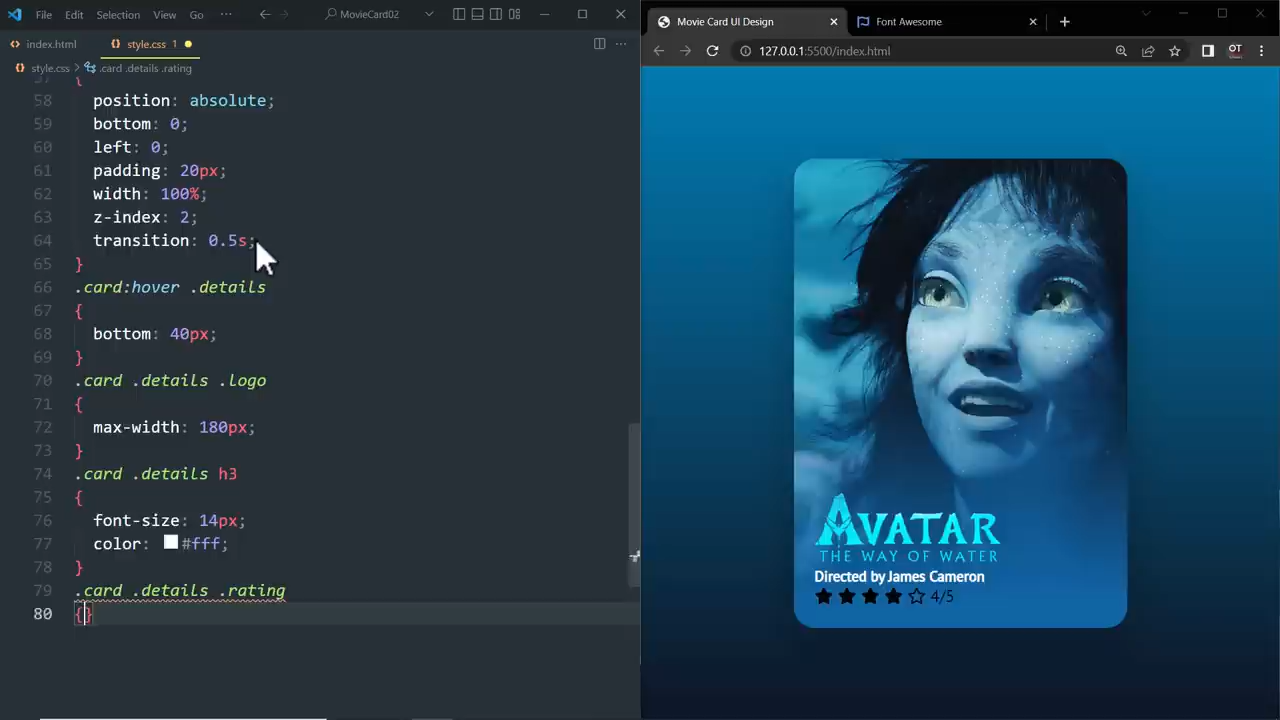 File Edit Selection View Go ··· MovieCard02
index.html style.css 1
style.css .card .details .rating
57 {
58 position: absolute;
59 bottom: 0;
60 left: 0;
61 padding: 20px;
62 width: 100%;
63 z-index: 2;
64 transition: 0.5s;
65 }
66 .card:hover .details
67 {
68 bottom: 40px;
69 }
70 .card .details .logo
71 {
72 max-width: 180px;
73 }
74 .card .details h3
75 {
76 font-size: 14px;
77 color: #fff;
78 }
79 .card .details .rating
80 {}
Movie Card UI Design Font Awesome
127.0.0.1:5500/index.html OT
AVATAR
THE WAY OF WATER
Directed by James Cameron
4/5